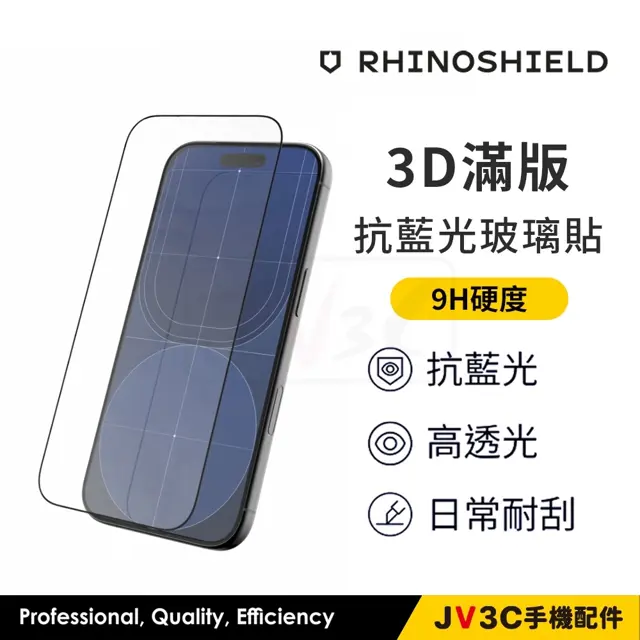 RHINOSHIELD
3D滿版
抗藍光玻璃貼
9H硬度
抗藍光
高透光
日常耐刮
Professional, Quality, Efficiency
JV3C手機配件